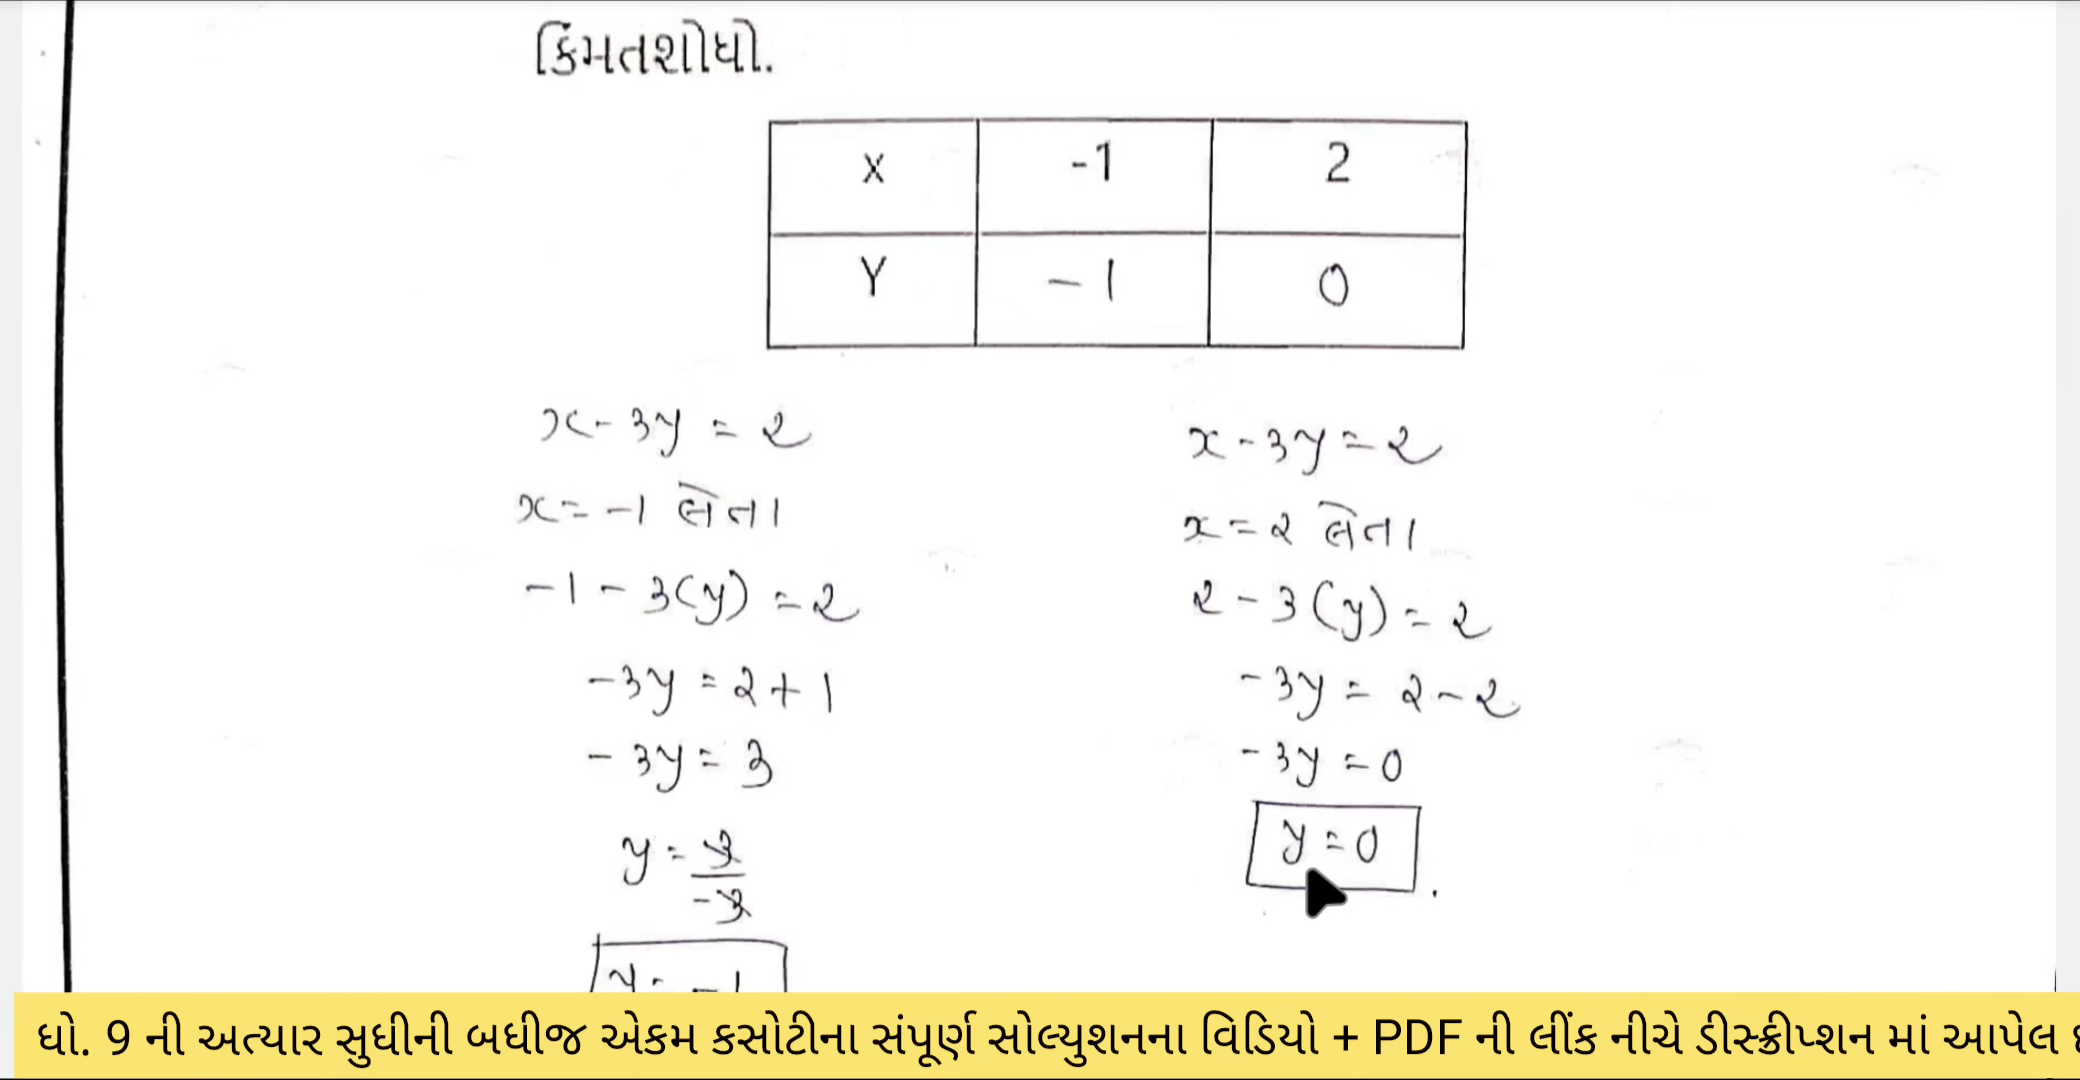 કિંમતશોધો.
X -1 2
Y -1 0
x - 3y = 2
x = -1 લેતા
-1 - 3(y) = 2
-3y = 2 + 1
-3y = 3
y = 3/-3
y = -1
x - 3y = 2
x = 2 લેતા
2 - 3(y) = 2
-3y = 2 - 2
-3y = 0
y = 0.
ધો. 9 ની અત્યાર સુધીની બધીજ એકમ કસોટીના સંપૂર્ણ સોલ્યુશનના વિડિયો + PDF ની લીંક નીચે ડીસ્ક્રીપ્શન માં આપેલ